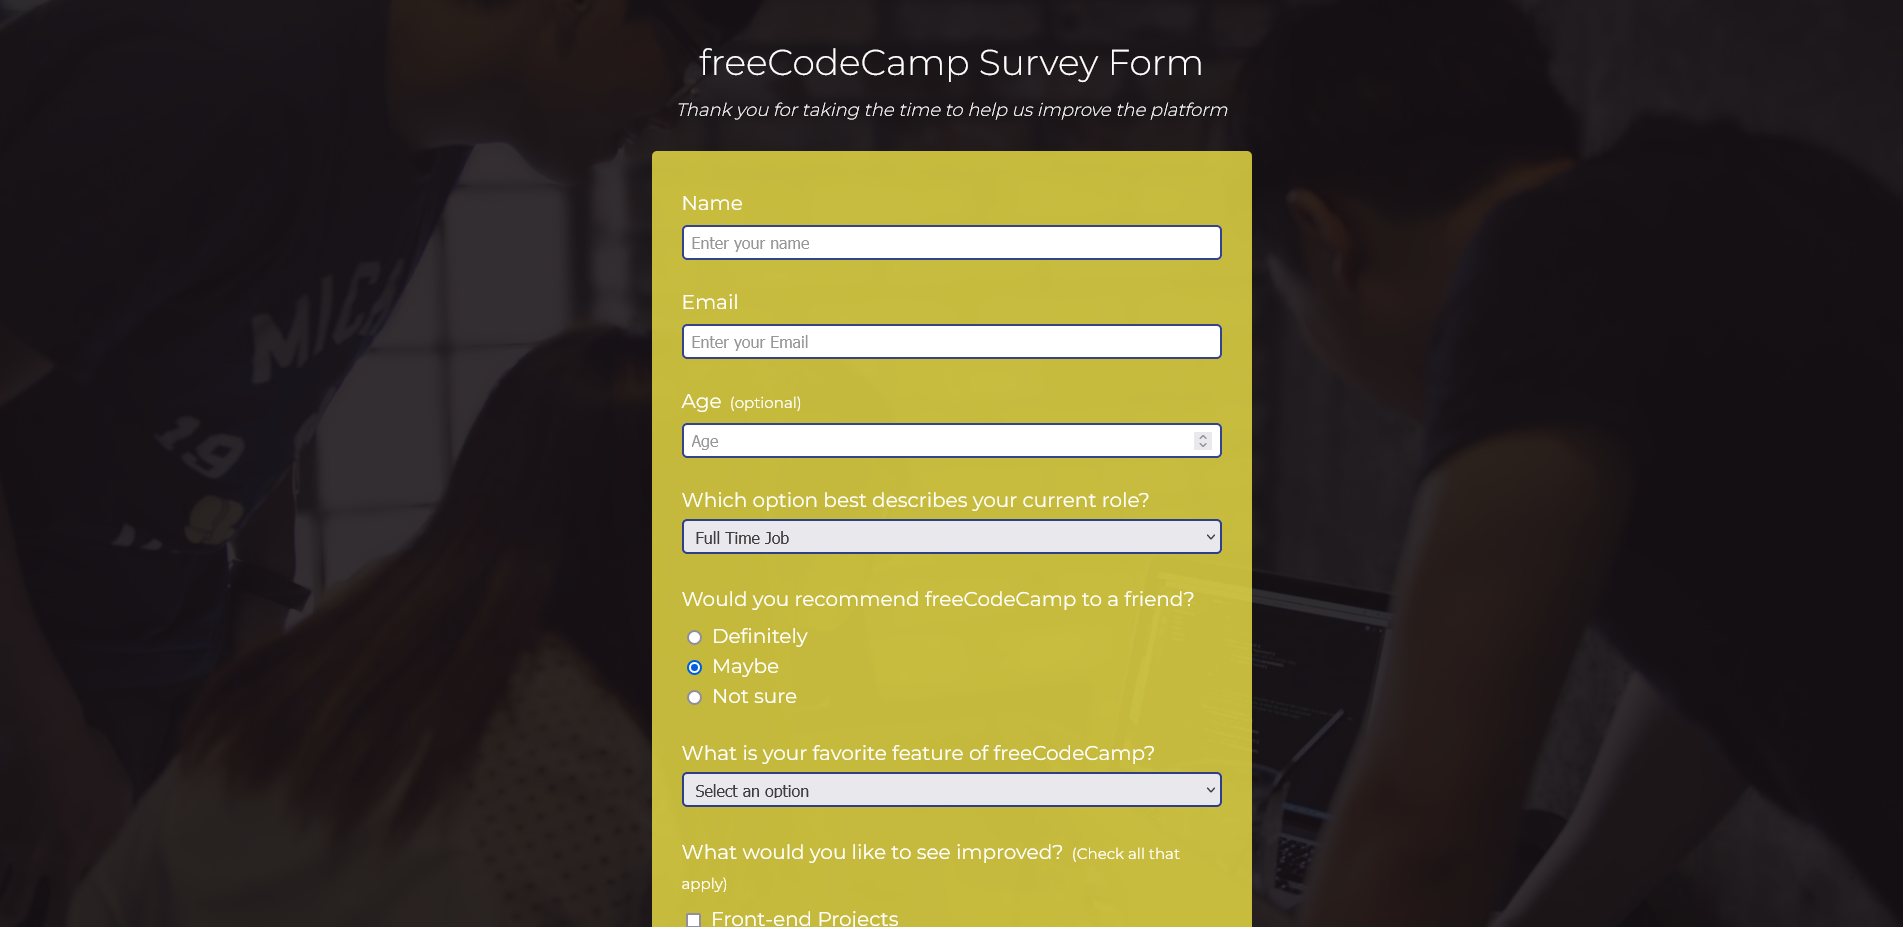 freeCodeCamp Survey Form
Thank you for taking the time to help us improve the platform
Name
Enter your name
Email
Enter your Email
Age (optional)
Age
Which option best describes your current role?
Full Time Job
Would you recommend freeCodeCamp to a friend?
Definitely
Maybe
Not sure
What is your favorite feature of freeCodeCamp?
Select an option
What would you like to see improved? (Check all that
apply)
Front-end Projects
MICH
19